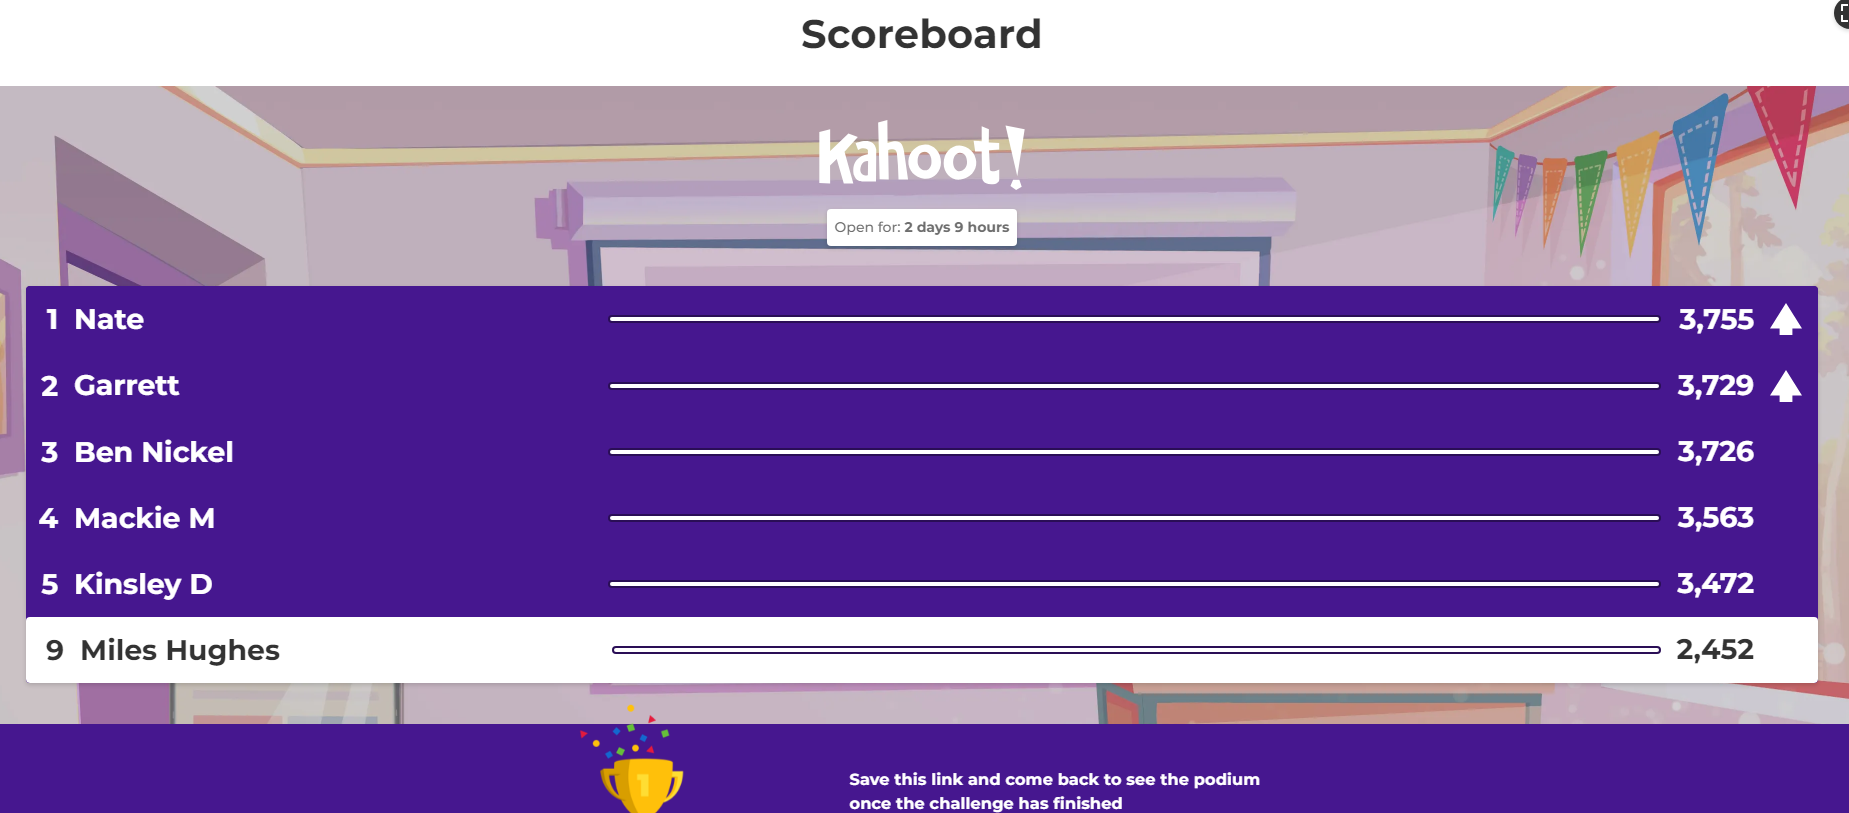 Scoreboard
Kahoot!
Open for: 2 days 9 hours
1 Nate 3,755
2 Garrett 3,729
3 Ben Nickel 3,726
4 Mackie M 3,563
5 Kinsley D 3,472
9 Miles Hughes 2,452
1
Save this link and come back to see the podium
once the challenge has finished